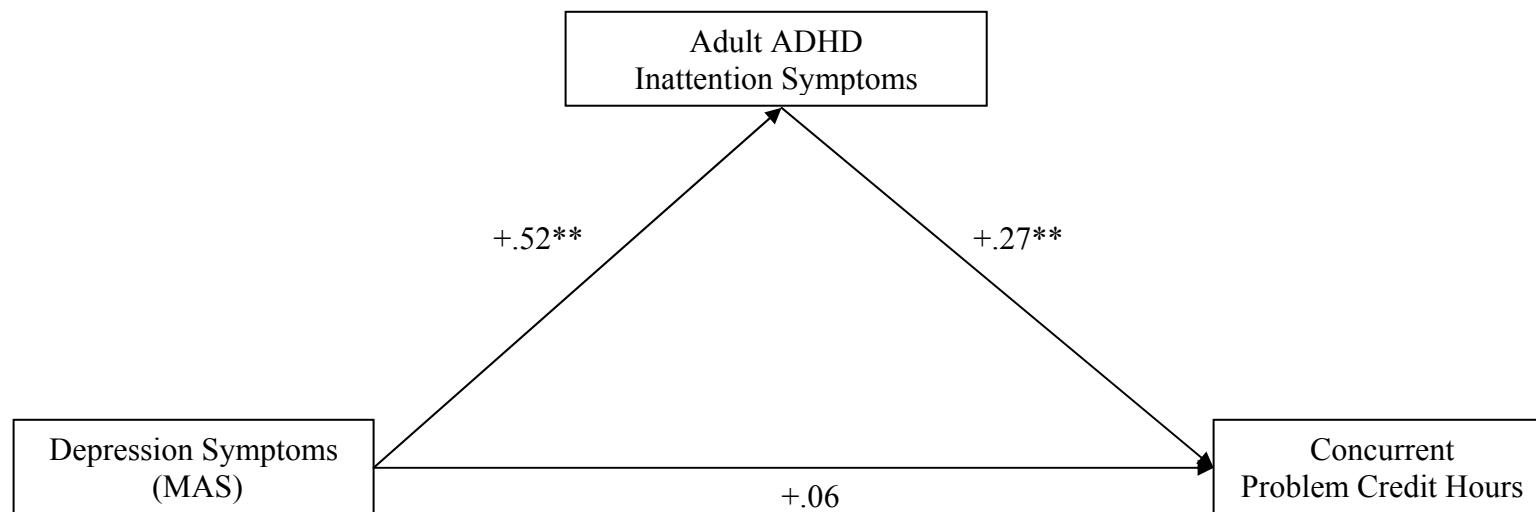 Adult ADHD
Inattention Symptoms
+.52**
+.27**
Depression Symptoms
(MAS)
+.06
Concurrent
Problem Credit Hours